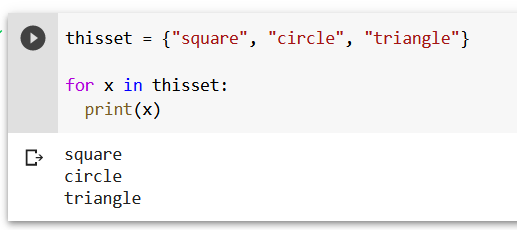 thisset = {"square", "circle", "triangle"}
for x in thisset:
  print(x)
square
circle
triangle